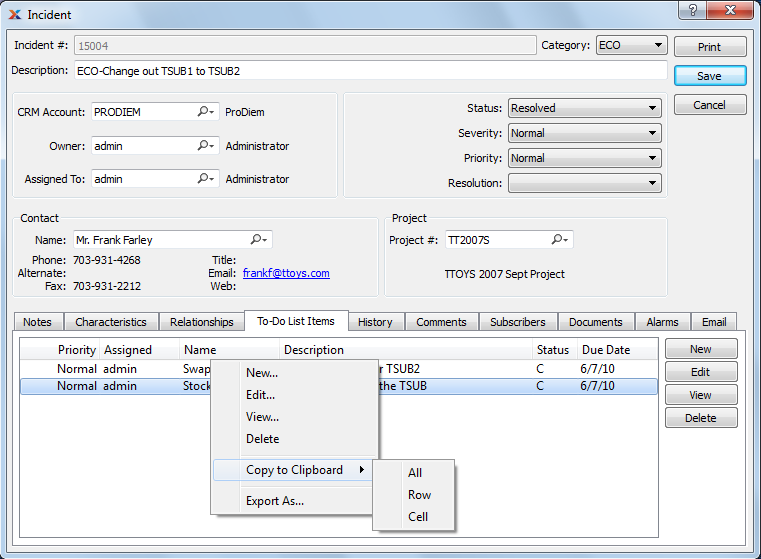 Incident
Incident #: 15004 Category: ECO Print
Description: ECO-Change out TSUB1 to TSUB2 Save
Cancel
CRM Account: PRODIEM ProDiem
Owner: admin Administrator
Assigned To: admin Administrator
Status: Resolved
Severity: Normal
Priority: Normal
Resolution:
Contact
Name: Mr. Frank Farley
Phone: 703-931-4268 Title:
Alternate: Email: frankf@ttoys.com
Fax: 703-931-2212 Web:
Project
Project #: TT2007S
TTOYS 2007 Sept Project
Notes Characteristics Relationships To-Do List Items History Comments Subscribers Documents Alarms Email
Priority Assigned Name Description Status Due Date
Normal admin Swap r TSUB2 C 6/7/10
Normal admin Stock the TSUB C 6/7/10
New
Edit
View
Delete
New...
Edit...
View...
Delete
Copy to Clipboard
Export As...
All
Row
Cell